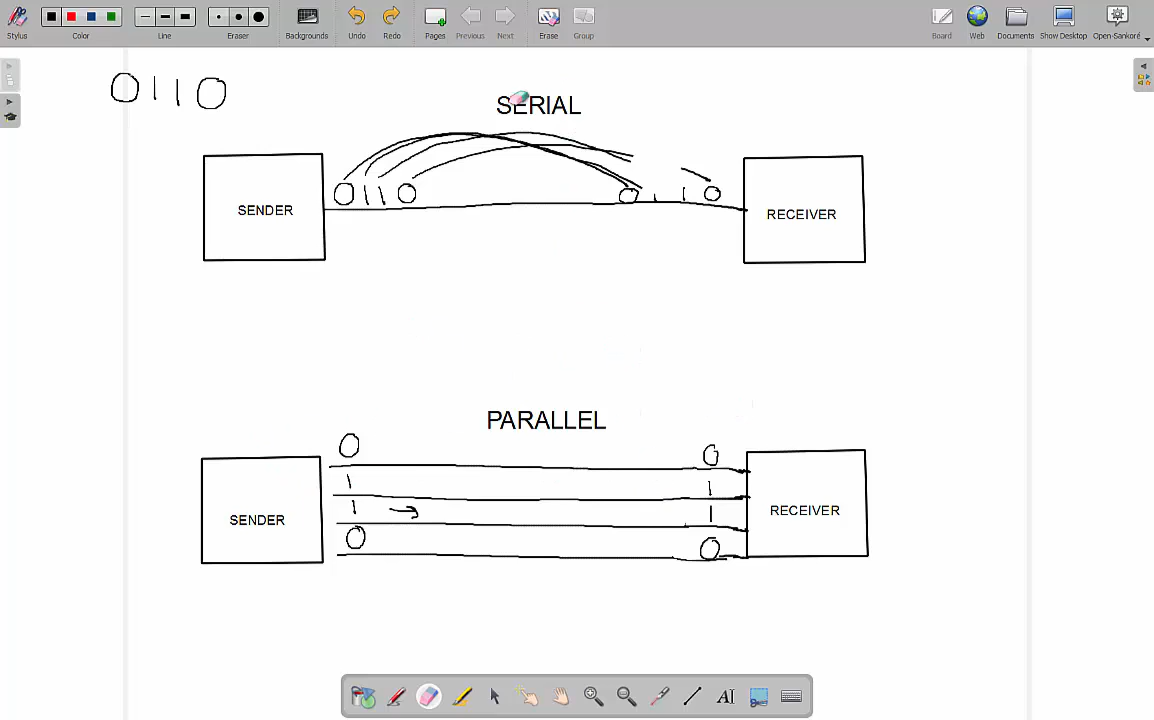 Stylus Color Line Eraser Backgrounds Undo Redo Pages Previous Next Erase Group Board Web Documents Show Desktop Open-Sankoré
0110
SERIAL
0110 0110
SENDER RECEIVER
PARALLEL
0 0
1 1
1 1
SENDER RECEIVER
0 0
AI